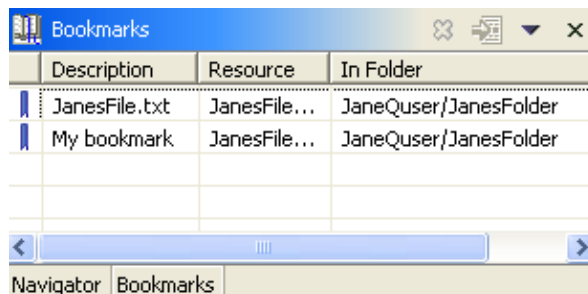 Bookmarks
Description Resource In Folder
JanesFile.txt JanesFile... JaneQuser/JanesFolder
My bookmark JanesFile... JaneQuser/JanesFolder
Navigator Bookmarks